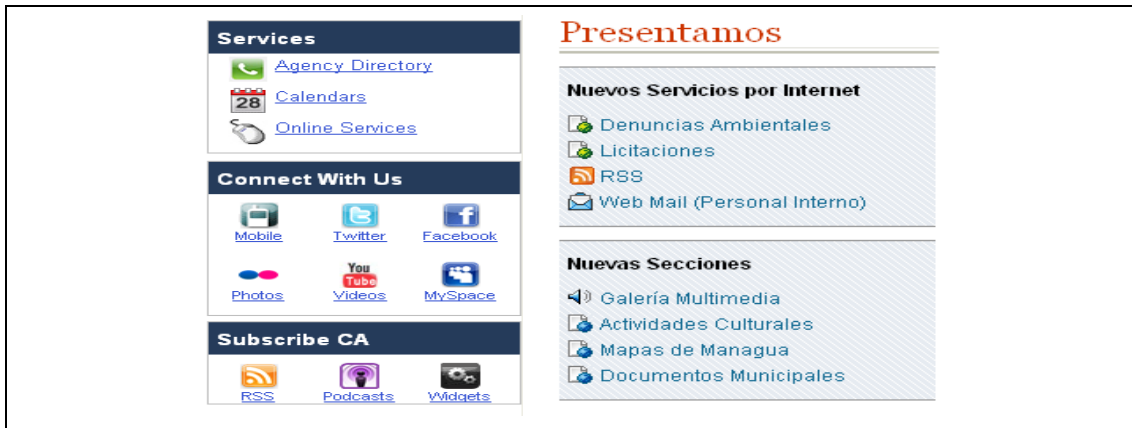 Services
Agency Directory
28
Calendars
Online Services
Connect With Us
Mobile Twitter Facebook
You
Tube
Photos Videos MySpace
Subscribe CA
RSS Podcasts Widgets
Presentamos
Nuevos Servicios por Internet
Denuncias Ambientales
Licitaciones
RSS
Web Mail (Personal Interno)
Nuevas Secciones
Galería Multimedia
Actividades Culturales
Mapas de Managua
Documentos Municipales